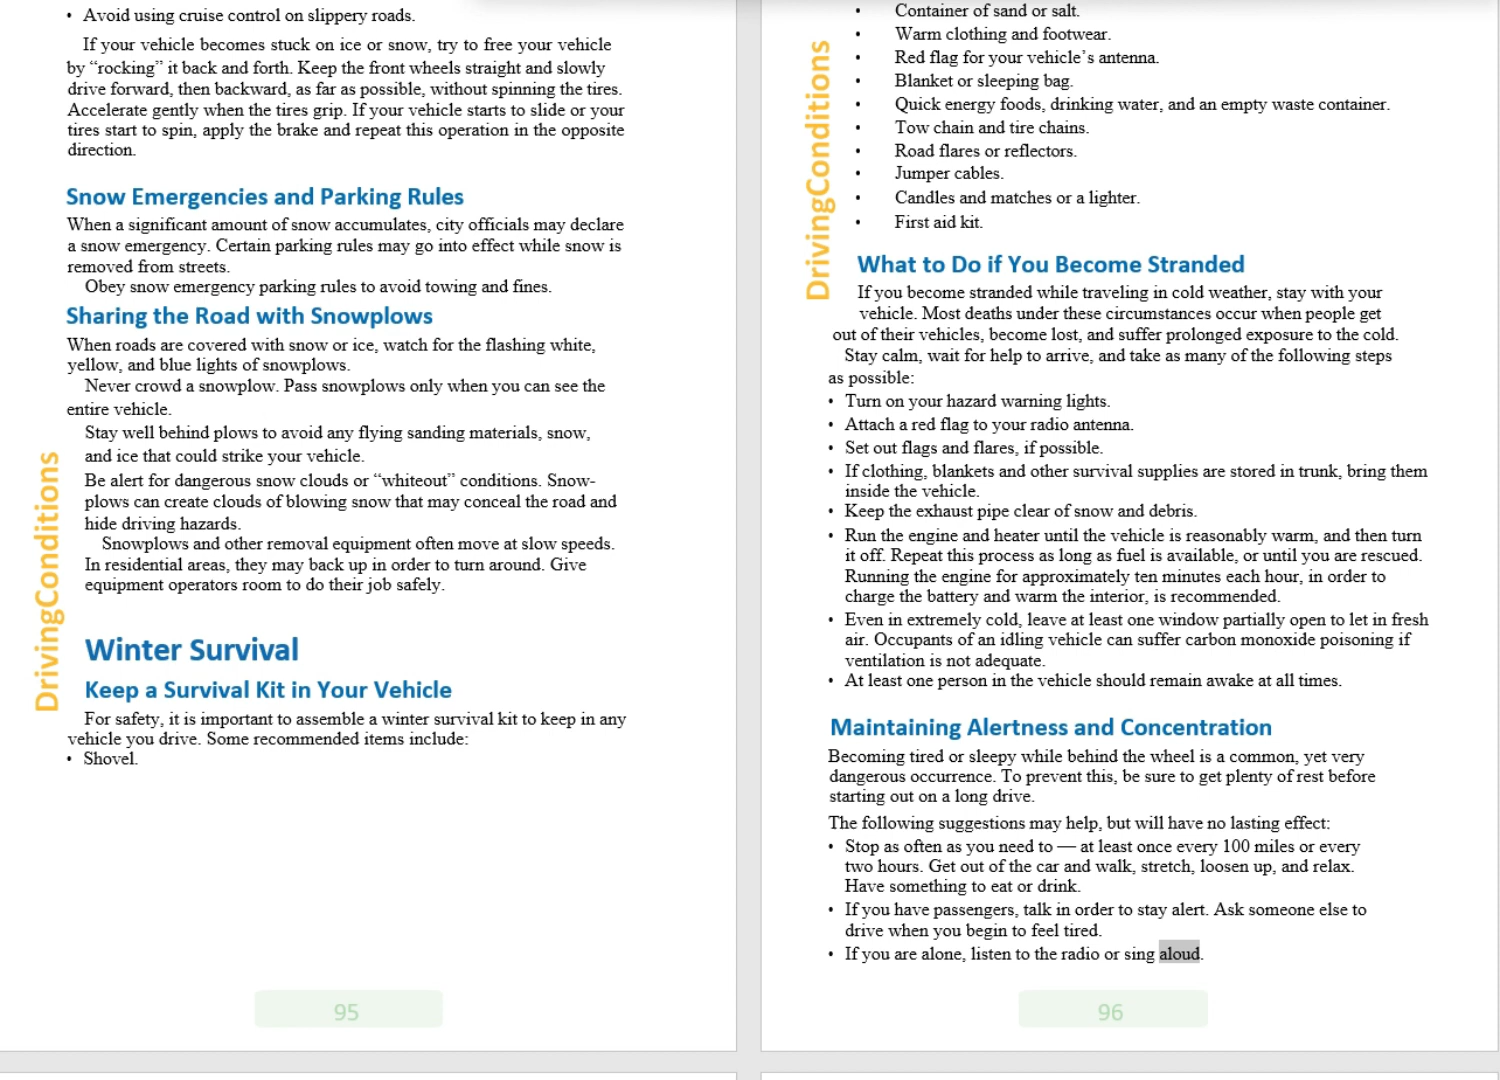 • Avoid using cruise control on slippery roads.
If your vehicle becomes stuck on ice or snow, try to free your vehicle
by “rocking” it back and forth. Keep the front wheels straight and slowly
drive forward, then backward, as far as possible, without spinning the tires.
Accelerate gently when the tires grip. If your vehicle starts to slide or your
tires start to spin, apply the brake and repeat this operation in the opposite
direction.
Snow Emergencies and Parking Rules
When a significant amount of snow accumulates, city officials may declare
a snow emergency. Certain parking rules may go into effect while snow is
removed from streets.
Obey snow emergency parking rules to avoid towing and fines.
Sharing the Road with Snowplows
When roads are covered with snow or ice, watch for the flashing white,
yellow, and blue lights of snowplows.
Never crowd a snowplow. Pass snowplows only when you can see the
entire vehicle.
Stay well behind plows to avoid any flying sanding materials, snow,
and ice that could strike your vehicle.
Be alert for dangerous snow clouds or “whiteout” conditions. Snow-
plows can create clouds of blowing snow that may conceal the road and
hide driving hazards.
Snowplows and other removal equipment often move at slow speeds.
In residential areas, they may back up in order to turn around. Give
equipment operators room to do their job safely.
DrivingConditions
Winter Survival
Keep a Survival Kit in Your Vehicle
For safety, it is important to assemble a winter survival kit to keep in any
vehicle you drive. Some recommended items include:
• Shovel.
95
• Container of sand or salt.
• Warm clothing and footwear.
• Red flag for your vehicle’s antenna.
• Blanket or sleeping bag.
• Quick energy foods, drinking water, and an empty waste container.
• Tow chain and tire chains.
• Road flares or reflectors.
• Jumper cables.
• Candles and matches or a lighter.
• First aid kit.
DrivingConditions
What to Do if You Become Stranded
If you become stranded while traveling in cold weather, stay with your
vehicle. Most deaths under these circumstances occur when people get
out of their vehicles, become lost, and suffer prolonged exposure to the cold.
Stay calm, wait for help to arrive, and take as many of the following steps
as possible:
• Turn on your hazard warning lights.
• Attach a red flag to your radio antenna.
• Set out flags and flares, if possible.
• If clothing, blankets and other survival supplies are stored in trunk, bring them
inside the vehicle.
• Keep the exhaust pipe clear of snow and debris.
• Run the engine and heater until the vehicle is reasonably warm, and then turn
it off. Repeat this process as long as fuel is available, or until you are rescued.
Running the engine for approximately ten minutes each hour, in order to
charge the battery and warm the interior, is recommended.
• Even in extremely cold, leave at least one window partially open to let in fresh
air. Occupants of an idling vehicle can suffer carbon monoxide poisoning if
ventilation is not adequate.
• At least one person in the vehicle should remain awake at all times.
Maintaining Alertness and Concentration
Becoming tired or sleepy while behind the wheel is a common, yet very
dangerous occurrence. To prevent this, be sure to get plenty of rest before
starting out on a long drive.
The following suggestions may help, but will have no lasting effect:
• Stop as often as you need to — at least once every 100 miles or every
two hours. Get out of the car and walk, stretch, loosen up, and relax.
Have something to eat or drink.
• If you have passengers, talk in order to stay alert. Ask someone else to
drive when you begin to feel tired.
• If you are alone, listen to the radio or sing aloud.
96